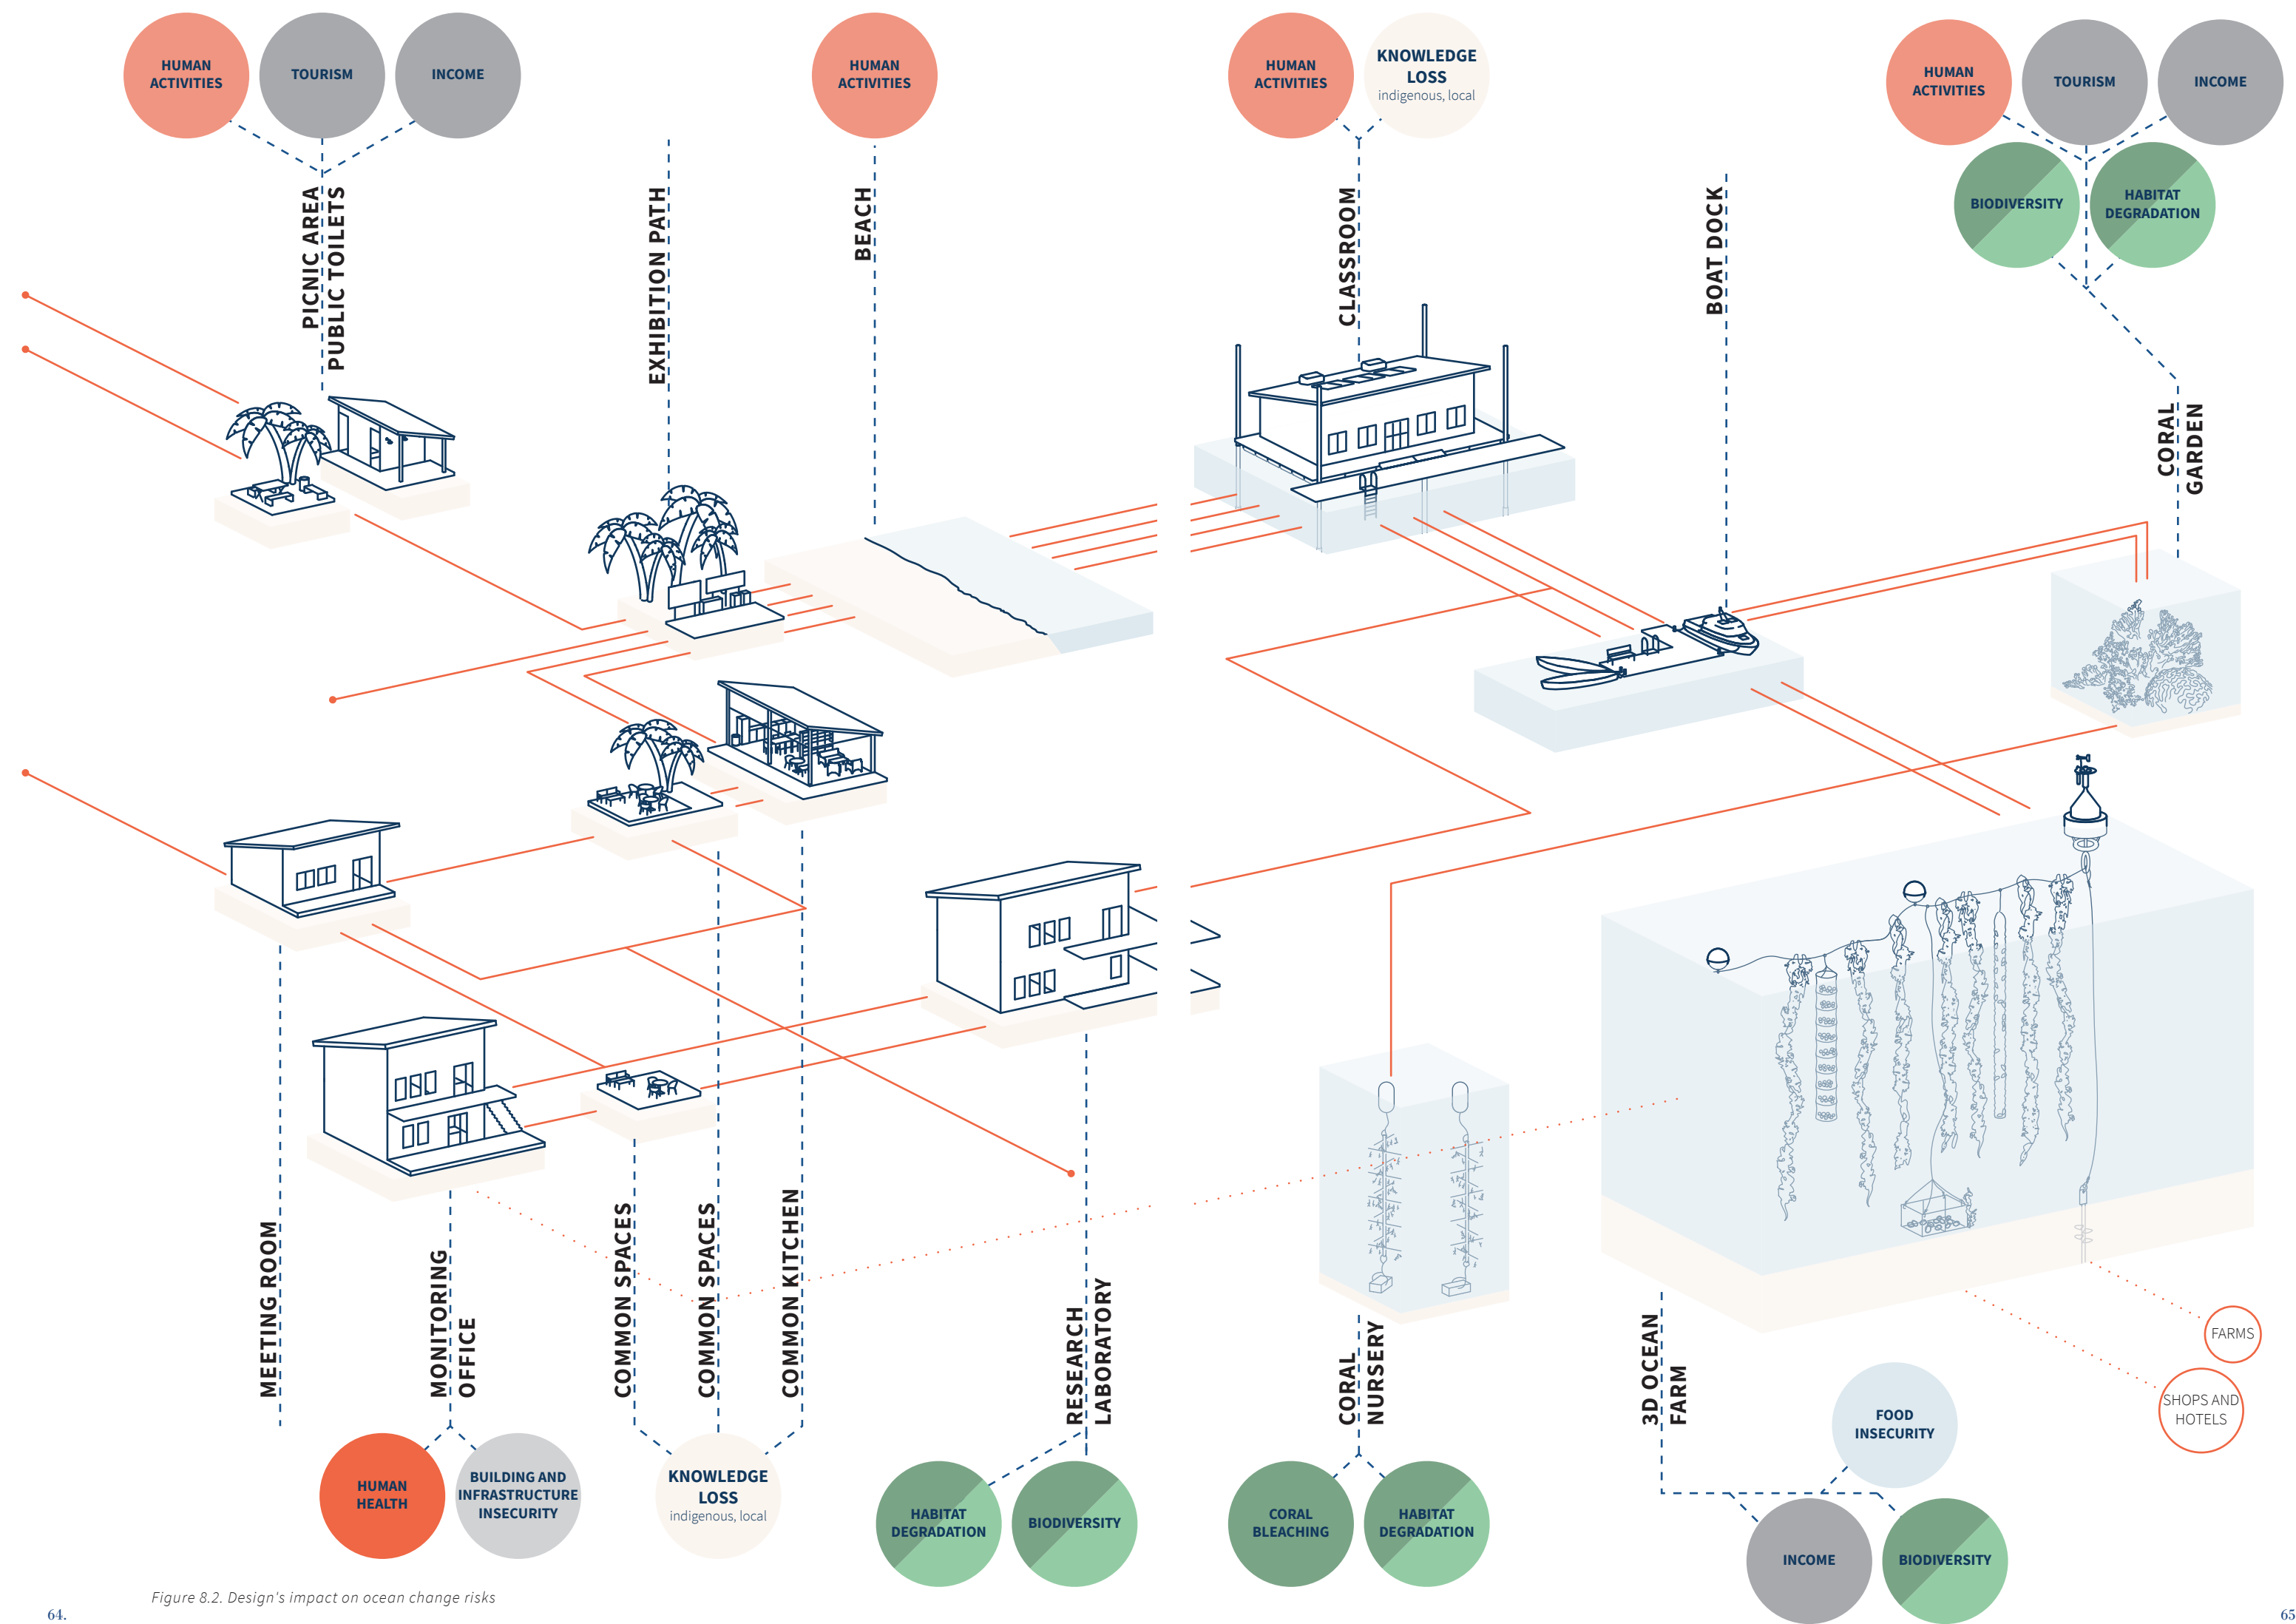 HUMAN
ACTIVITIES
TOURISM
INCOME
HUMAN
ACTIVITIES
HUMAN
ACTIVITIES
KNOWLEDGE
LOSS
indigenous, local
HUMAN
ACTIVITIES
TOURISM
INCOME
BIODIVERSITY
HABITAT
DEGRADATION
PICNIC AREA
PUBLIC TOILETS
EXHIBITION PATH
BEACH
CLASSROOM
BOAT DOCK
CORAL
GARDEN
MEETING ROOM
MONITORING
OFFICE
COMMON SPACES
COMMON SPACES
COMMON KITCHEN
RESEARCH
LABORATORY
CORAL
NURSERY
3D OCEAN
FARM
FARMS
SHOPS AND
HOTELS
HUMAN
HEALTH
BUILDING AND
INFRASTRUCTURE
INSECURITY
KNOWLEDGE
LOSS
indigenous, local
HABITAT
DEGRADATION
BIODIVERSITY
CORAL
BLEACHING
HABITAT
DEGRADATION
FOOD
INSECURITY
INCOME
BIODIVERSITY
Figure 8.2. Design's impact on ocean change risks
64.
65